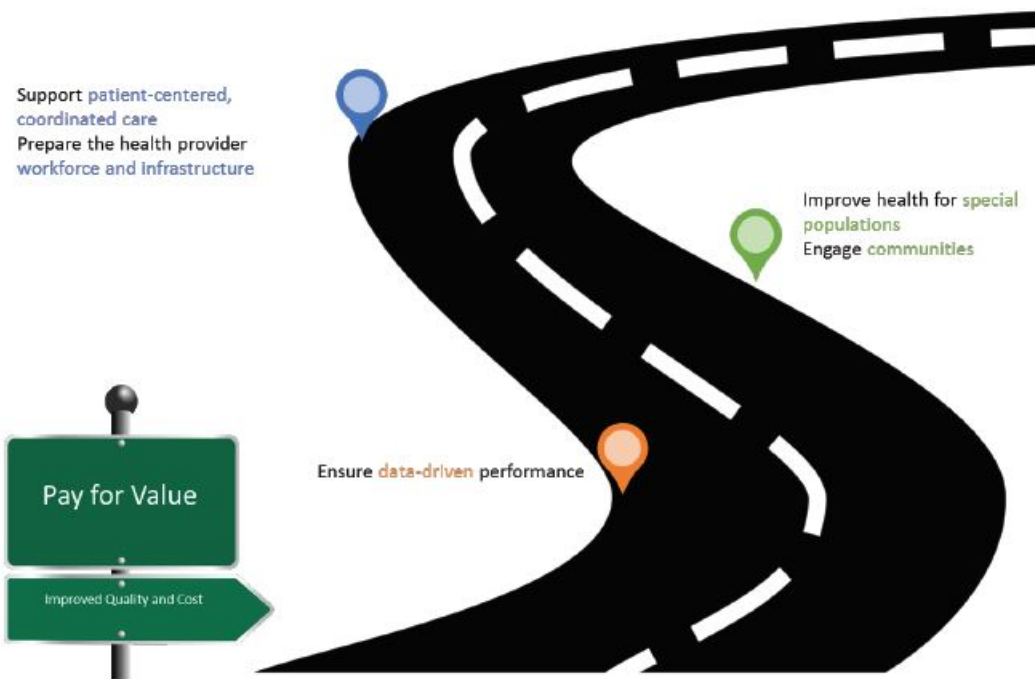 Support patient-centered,
coordinated care
Prepare the health provider
workforce and infrastructure
Improve health for special
populations
Engage communities
Ensure data-driven performance
Pay for Value
Improved Quality and Cost